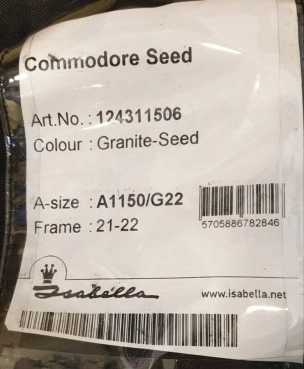 Commodore Seed
Art.No. : 124311506
Colour : Granite-Seed
A-size : A1150/G22
Frame : 21-22
5705886782846
Isabella
www.isabella.net